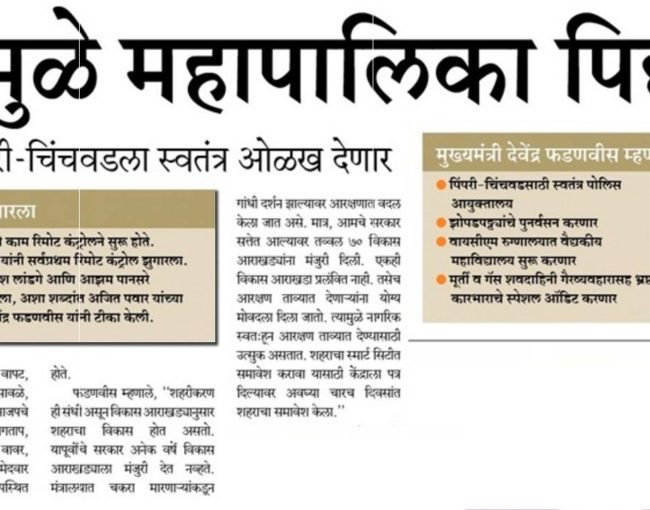 मुळे महापालिका
-चिंचवडला स्वतंत्र ओळख देणार
ारला
काम रिमोट कंट्रोलने सुरू होते.
यांनी सर्वप्रथम रिमोट कंट्रोल झुगारला.
श लांडगे आणि आझम पानसरे
ला, अशा शब्दांत अजित पवार यांच्या
ेंद्र फडणवीस यांनी टीका केली.
वापट,
सावळे,
ाजपचे
गताप,
वावर,
मेदवार
पस्थित
होते.
फडणवीस म्हणाले, ‘‘शहरीकरण
ही संधी असून विकास आराखड्यानुसार
शहराचा विकास होत असतो.
यापूर्वीचे सरकार अनेक वर्षे विकास
आराखड्याला मंजुरी देत नव्हते.
मंत्रालयात चकरा मारणाऱ्यांकडून
गांधी दर्शन झाल्यावर आरक्षणात बदल
केला जात असे. मात्र, आमचे सरकार
सत्तेत आल्यावर तव्वल ७० विकास
आराखड्यांना मंजुरी दिली. एकही
विकास आराखडा प्रलंवित नाही. तसेच
आरक्षण ताव्यात देणाऱ्यांना योग्य
मोवदला दिला जातो. त्यामुळे नागरिक
स्वतःहून आरक्षण ताव्यात देण्यासाठी
उत्सुक असतात. शहराचा स्मार्ट सिटीत
समावेश करावा यासाठी केंद्राला पत्र
दिल्यावर अवघ्या चारच दिवसांत
शहराचा समावेश केला.’’
मुख्यमंत्री देवेंद्र फडणवीस म्हण
● पिंपरी-चिंचवडसाठी स्वतंत्र पोलिस
आयुक्तालय
● झोपडपट्ट्यांचे पुनर्वसन करणार
● वायसीएम रुग्णालयात वैद्यकीय
महाविद्यालय सुरू करणार
● मूर्ती व गॅस शवदाहिनी गैरव्यवहारासह भ्रष्ट
कारभाराचे स्पेशल ऑडिट करणार